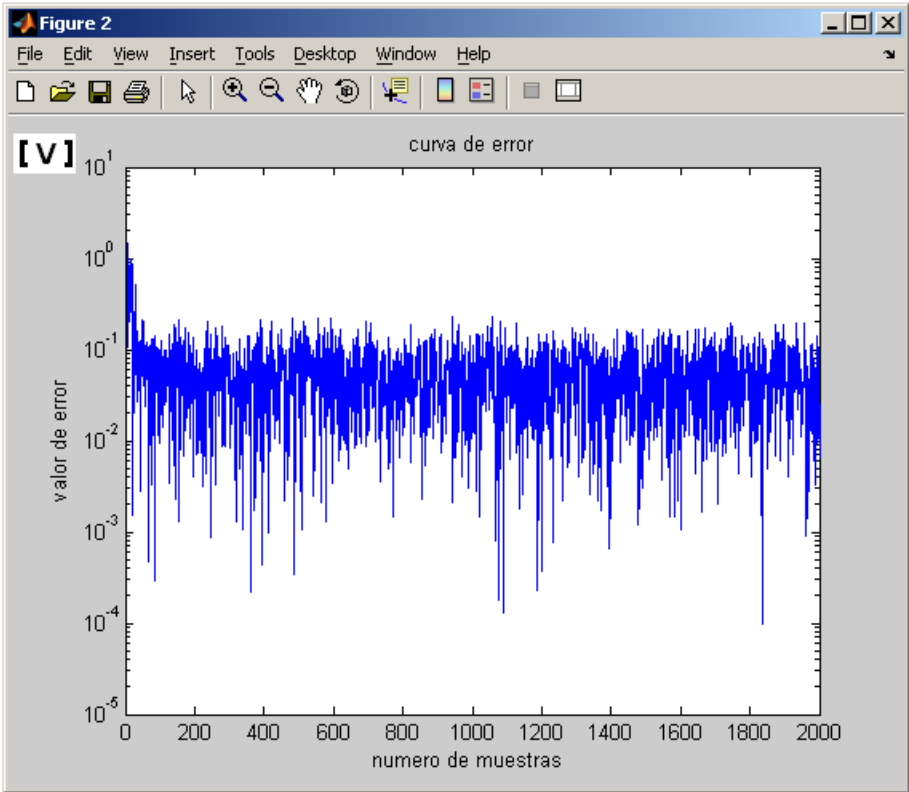 Figure 2
File Edit View Insert Tools Desktop Window Help
[V]
curva de error
10^1
10^0
10^-1
10^-2
10^-3
10^-4
10^-5
valor de error
0 200 400 600 800 1000 1200 1400 1600 1800 2000
numero de muestras